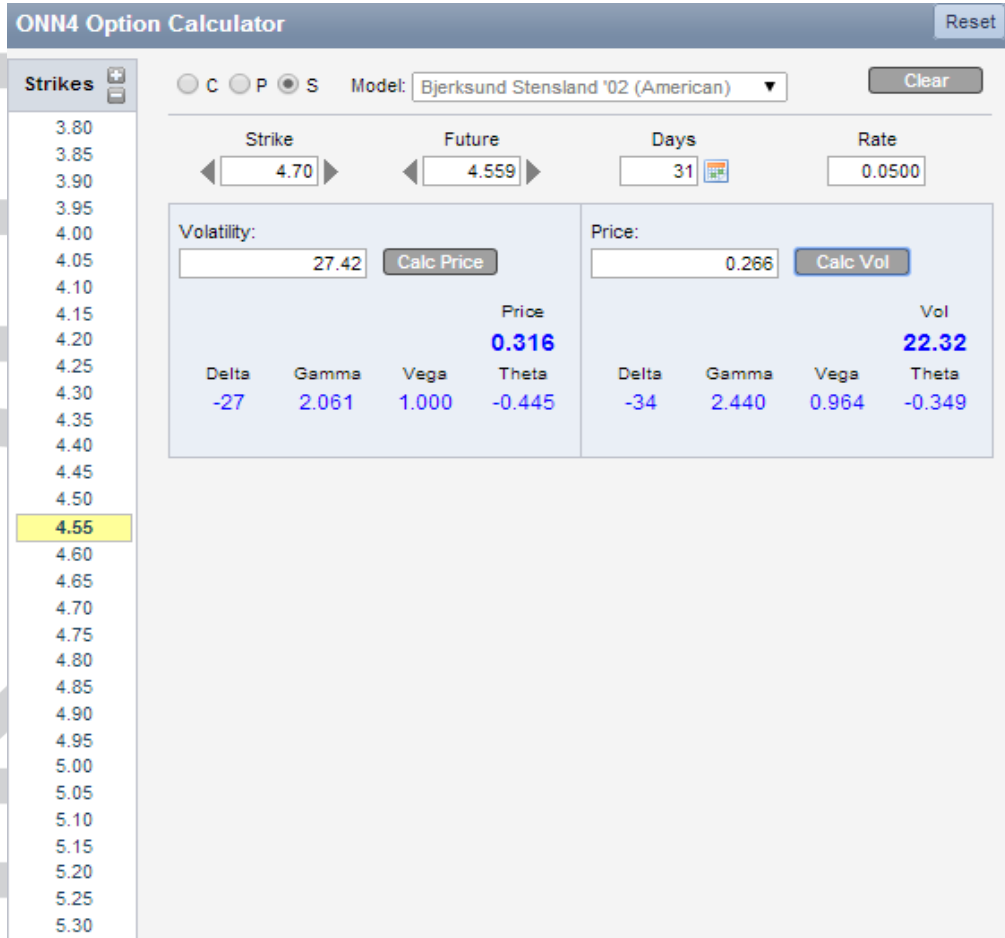 ONN4 Option Calculator Reset
Strikes
C P S Model: Bjerksund Stensland '02 (American) Clear
3.80
3.85
3.90
3.95
4.00
4.05
4.10
4.15
4.20
4.25
4.30
4.35
4.40
4.45
4.50
4.55
4.60
4.65
4.70
4.75
4.80
4.85
4.90
4.95
5.00
5.05
5.10
5.15
5.20
5.25
5.30
Strike Future Days Rate
4.70 4.559 31 0.0500
Volatility:
27.42 Calc Price
Price
0.316
Delta Gamma Vega Theta
-27 2.061 1.000 -0.445
Price:
0.266 Calc Vol
Vol
22.32
Delta Gamma Vega Theta
-34 2.440 0.964 -0.349